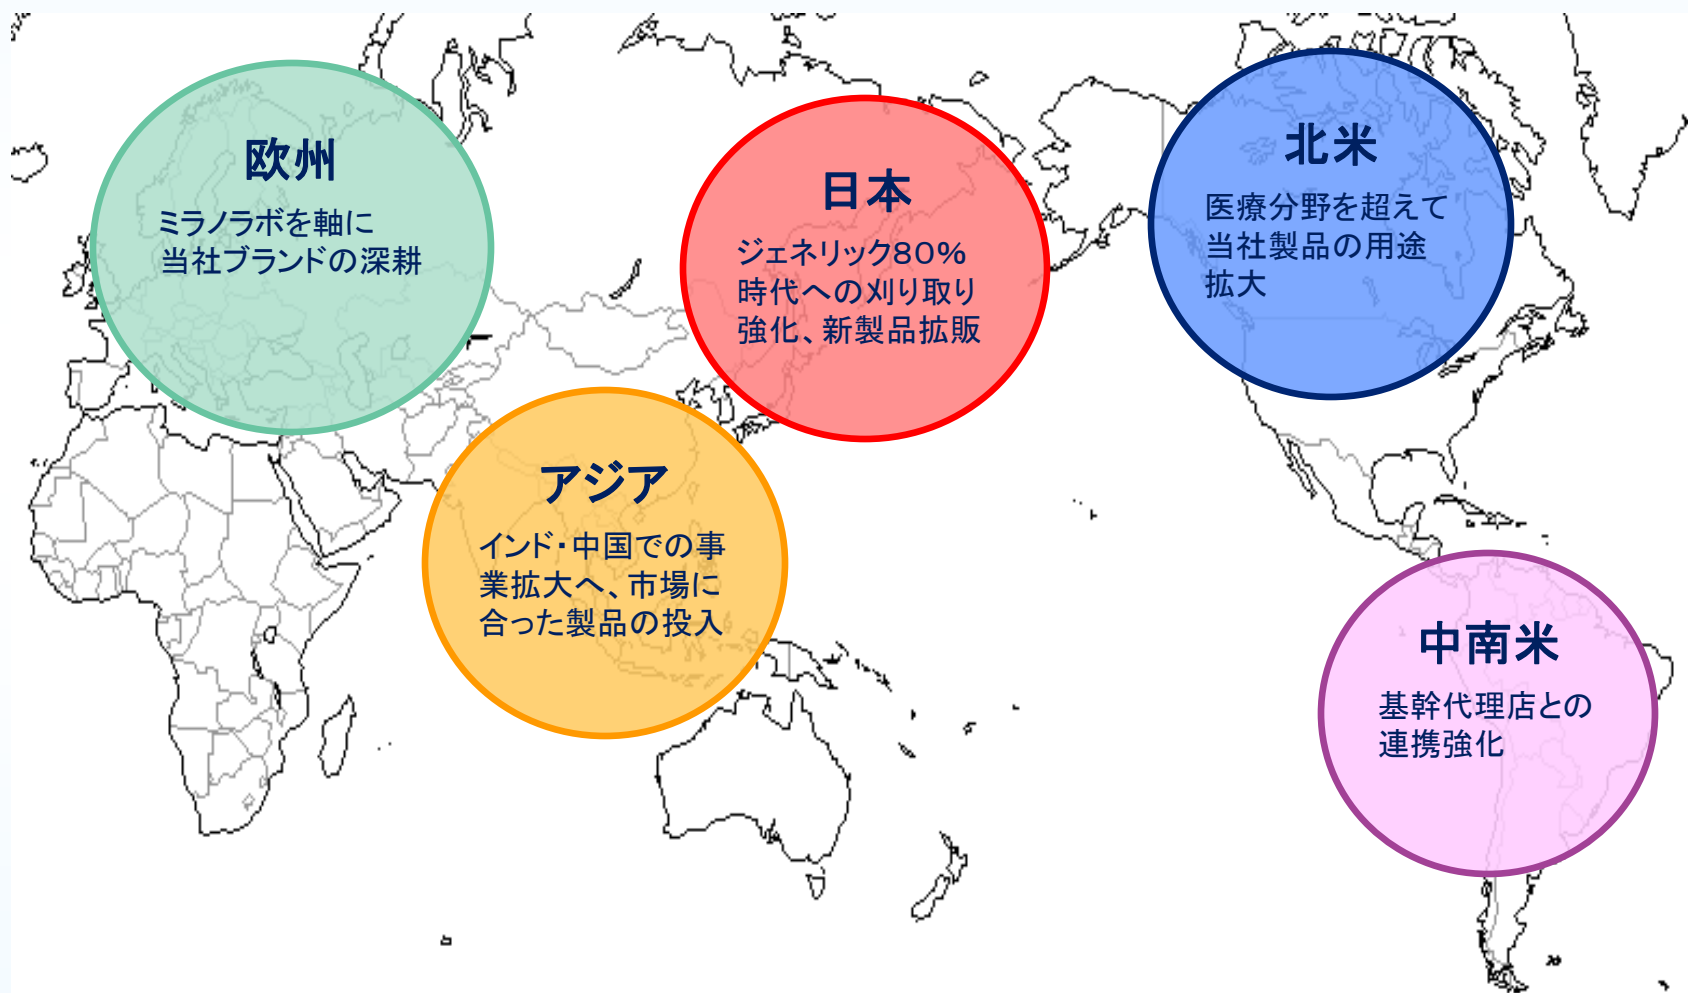 欧州
ミラノラボを軸に
当社ブランドの深耕
日本
ジェネリック80%
時代への刈り取り
強化、新製品拡販
北米
医療分野を超えて
当社製品の用途
拡大
アジア
インド・中国での事
業拡大へ、市場に
合った製品の投入
中南米
基幹代理店との
連携強化